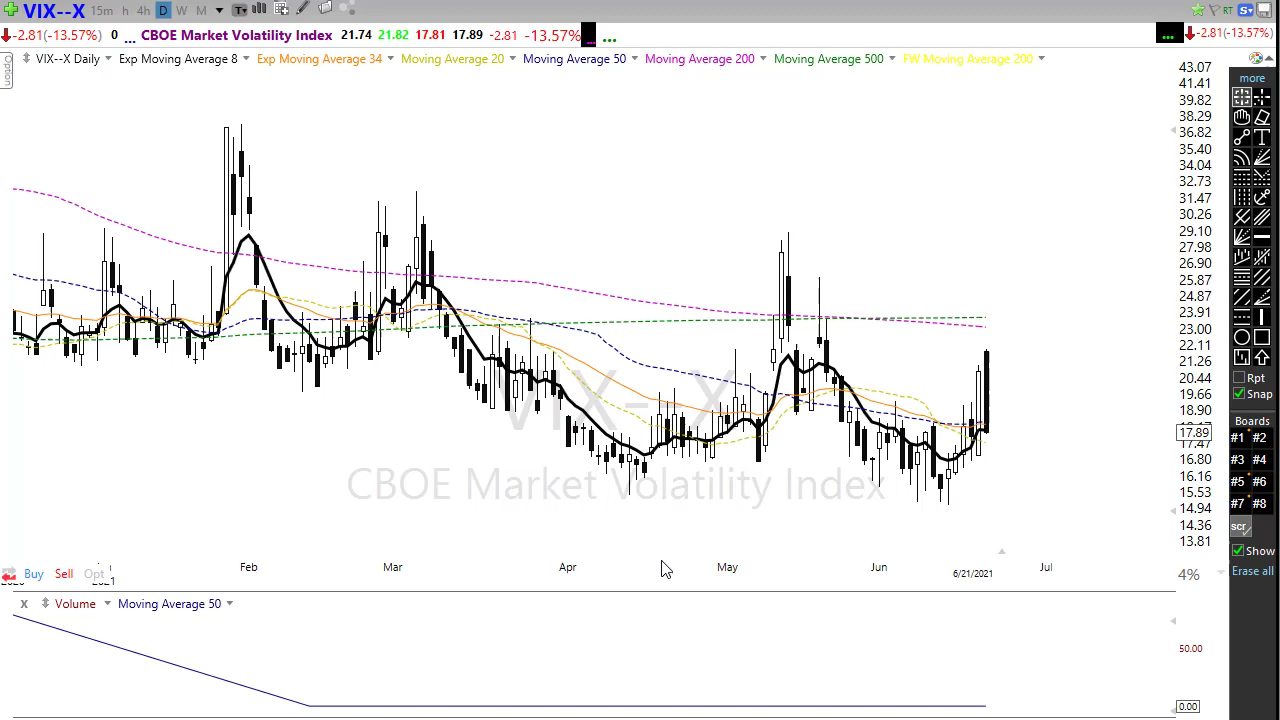 VIX--X 15m h 4h D W M T
-2.81(-13.57%) 0 ... CBOE Market Volatility Index 21.74 21.82 17.81 17.89 -2.81 -13.57% ... ... -2.81(-13.57%)
RT S
Option
VIX--X Daily Exp Moving Average 8 Exp Moving Average 34 Moving Average 20 Moving Average 50 Moving Average 200 Moving Average 500 FW Moving Average 200
43.07
41.41
39.82
38.29
36.82
35.40
34.04
32.73
31.47
30.26
29.10
27.98
26.90
25.87
24.87
23.91
23.00
22.11
21.26
20.44
19.66
18.90
17.89
17.47
16.80
16.16
15.53
14.94
14.36
13.81
more
T
Rpt
Snap
Boards
#1 #2
#3 #4
#5 #6
#7 #8
scr
Show
Erase all
VIX--X
CBOE Market Volatility Index
Buy Sell Opt
2021 Feb Mar Apr May Jun 6/21/2021 Jul
4%
X Volume Moving Average 50
50.00
0.00